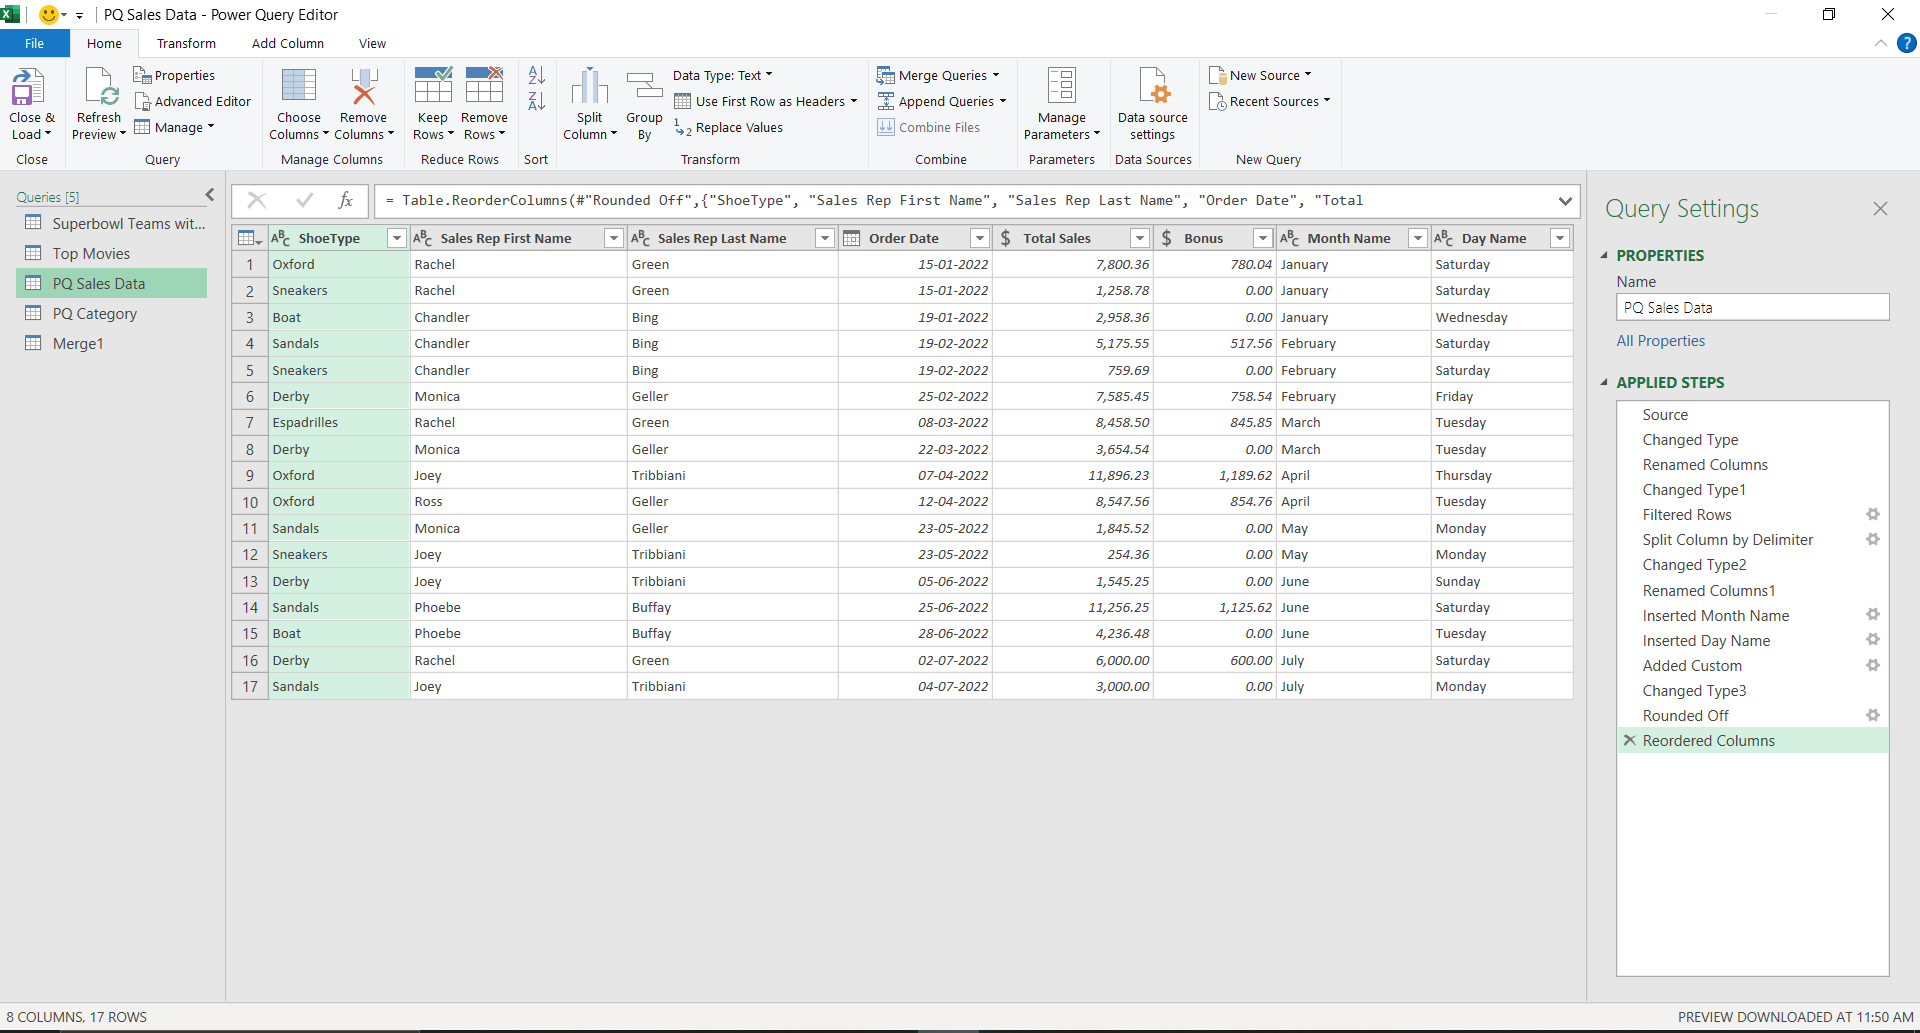 PQ Sales Data - Power Query Editor
File Home Transform Add Column View
Close & Load
Refresh Preview
Properties
Advanced Editor
Manage
Choose Columns
Remove Columns
Keep Rows
Remove Rows
Split Column
Group By
Data Type: Text
Use First Row as Headers
Replace Values
Merge Queries
Append Queries
Combine Files
Manage Parameters
Data source settings
New Source
Recent Sources
Close Query Manage Columns Reduce Rows Sort Transform Combine Parameters Data Sources New Query
Queries [5]
Superbowl Teams wit...
Top Movies
PQ Sales Data
PQ Category
Merge1
= Table.ReorderColumns(#"Rounded Off",{"ShoeType", "Sales Rep First Name", "Sales Rep Last Name", "Order Date", "Total
ShoeType Sales Rep First Name Sales Rep Last Name Order Date $ Total Sales $ Bonus Month Name Day Name
1 Oxford Rachel Green 15-01-2022 7,800.36 780.04 January Saturday
2 Sneakers Rachel Green 15-01-2022 1,258.78 0.00 January Saturday
3 Boat Chandler Bing 19-01-2022 2,958.36 0.00 January Wednesday
4 Sandals Chandler Bing 19-02-2022 5,175.55 517.56 February Saturday
5 Sneakers Chandler Bing 19-02-2022 759.69 0.00 February Saturday
6 Derby Monica Geller 25-02-2022 7,585.45 758.54 February Friday
7 Espadrilles Rachel Green 08-03-2022 8,458.50 845.85 March Tuesday
8 Derby Monica Geller 22-03-2022 3,654.54 0.00 March Tuesday
9 Oxford Joey Tribbiani 07-04-2022 11,896.23 1,189.62 April Thursday
10 Oxford Ross Geller 12-04-2022 8,547.56 854.76 April Tuesday
11 Sandals Monica Geller 23-05-2022 1,845.52 0.00 May Monday
12 Sneakers Joey Tribbiani 23-05-2022 254.36 0.00 May Monday
13 Derby Joey Tribbiani 05-06-2022 1,545.25 0.00 June Sunday
14 Sandals Phoebe Buffay 25-06-2022 11,256.25 1,125.62 June Saturday
15 Boat Phoebe Buffay 28-06-2022 4,236.48 0.00 June Tuesday
16 Derby Rachel Green 02-07-2022 6,000.00 600.00 July Saturday
17 Sandals Joey Tribbiani 04-07-2022 3,000.00 0.00 July Monday
Query Settings
PROPERTIES
Name
PQ Sales Data
All Properties
APPLIED STEPS
Source
Changed Type
Renamed Columns
Changed Type1
Filtered Rows
Split Column by Delimiter
Changed Type2
Renamed Columns1
Inserted Month Name
Inserted Day Name
Added Custom
Changed Type3
Rounded Off
Reordered Columns
8 COLUMNS, 17 ROWS
PREVIEW DOWNLOADED AT 11:50 AM